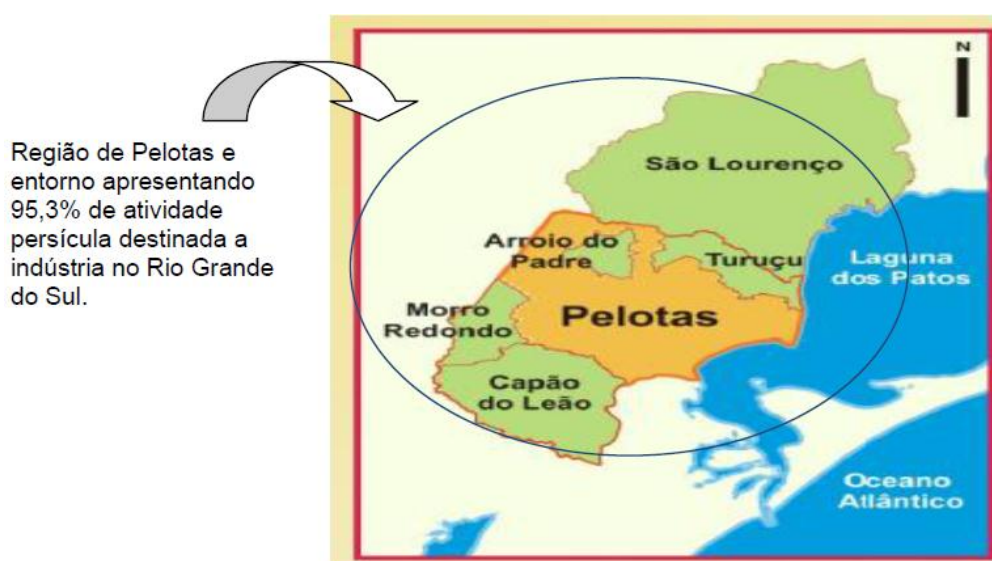 Região de Pelotas e
entorno apresentando
95,3% de atividade
persícula destinada a
indústria no Rio Grande
do Sul.
N
São Lourenço
Arroio do
Padre
Turuçu
Laguna
dos Patos
Morro
Redondo
Pelotas
Capão
do Leão
Oceano
Atlântico